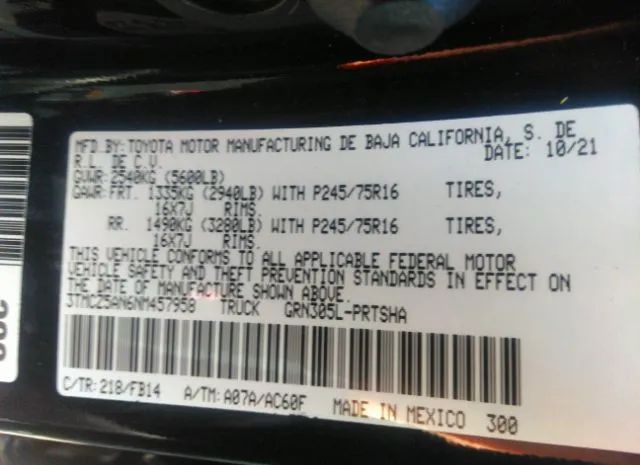 MFD.BY:TOYOTA MOTOR MANUFACTURING DE BAJA CALIFORNIA, S. DE
R.L. DE C.V. DATE: 10/21
GVWR:2540KG (5600LB)
GAWR:FRT. 1335KG (2940LB) WITH P245/75R16 TIRES,
16X7J RIMS.
RR. 1490KG (3280LB) WITH P245/75R16 TIRES,
16X7J RIMS.
THIS VEHICLE CONFORMS TO ALL APPLICABLE FEDERAL MOTOR
VEHICLE SAFETY AND THEFT PREVENTION STANDARDS IN EFFECT ON
THE DATE OF MANUFACTURE SHOWN ABOVE.
3TMCZ5AN6NM457958 TRUCK GRN305L-PRTSHA
C/TR:218/FB14 A/TM:A07A/AC60F MADE IN MEXICO 300